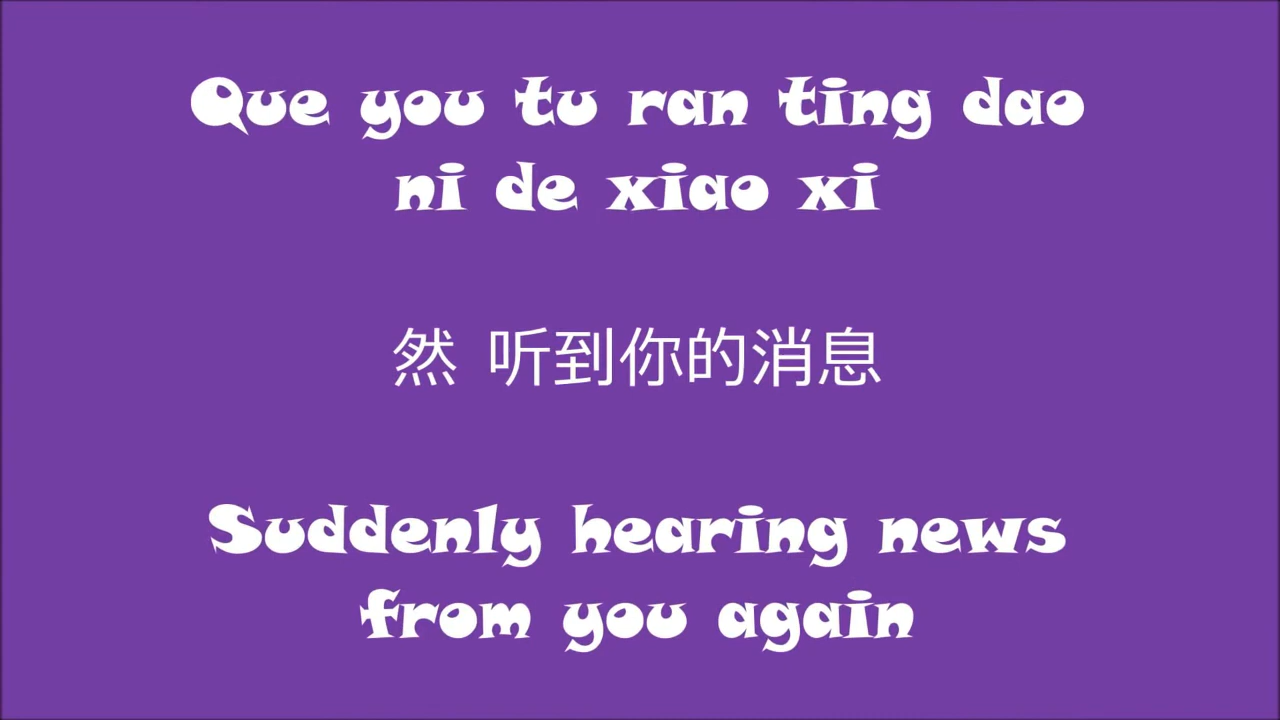 Que you tu ran ting dao
ni de xiao xi
然 听到你的消息
Suddenly hearing news
from you again